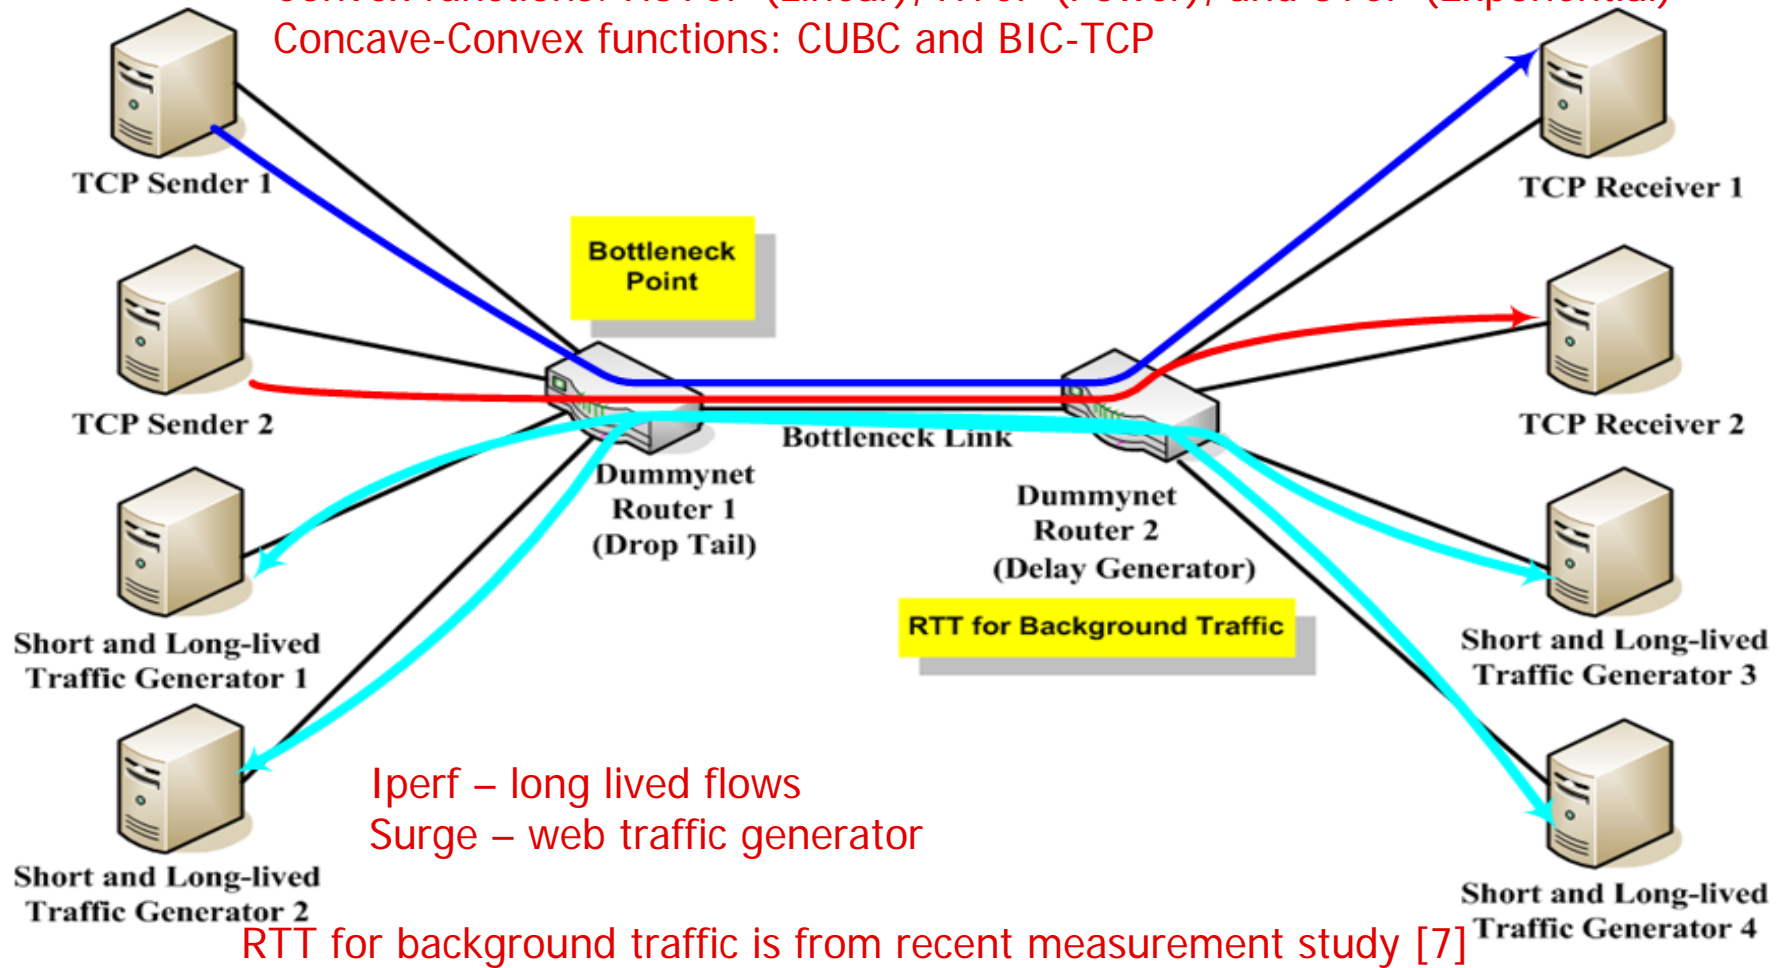 Concave-Convex functions: CUBC and BIC-TCP
TCP Sender 1
TCP Receiver 1
Bottleneck
Point
TCP Sender 2
TCP Receiver 2
Bottleneck Link
Dummynet
Router 1
(Drop Tail)
Dummynet
Router 2
(Delay Generator)
RTT for Background Traffic
Short and Long-lived
Traffic Generator 1
Short and Long-lived
Traffic Generator 3
Iperf – long lived flows
Surge – web traffic generator
Short and Long-lived
Traffic Generator 2
Short and Long-lived
Traffic Generator 4
RTT for background traffic is from recent measurement study [7]